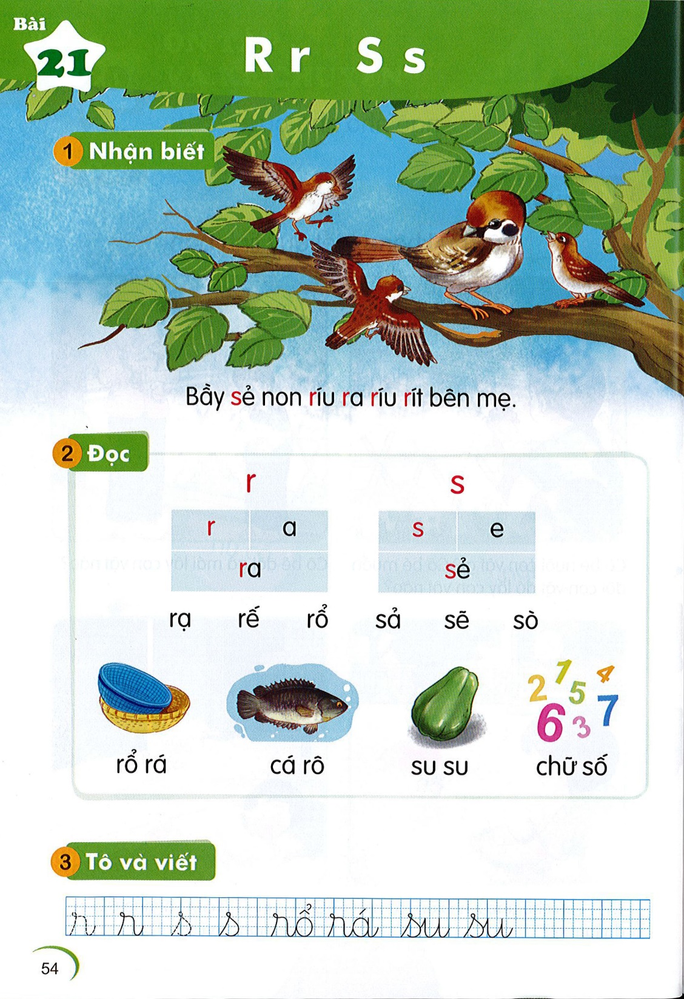 Bài
21
R r S s
1 Nhận biết
Bầy sẻ non ríu ra ríu rít bên mẹ.
2 Đọc
r s
r a s e
ra sẻ
rạ rế rổ sả sẽ sò
2 1 5 4 6 3 7
rổ rá cá rô su su chữ số
3 Tô và viết
r r s s rổ rá su su
54